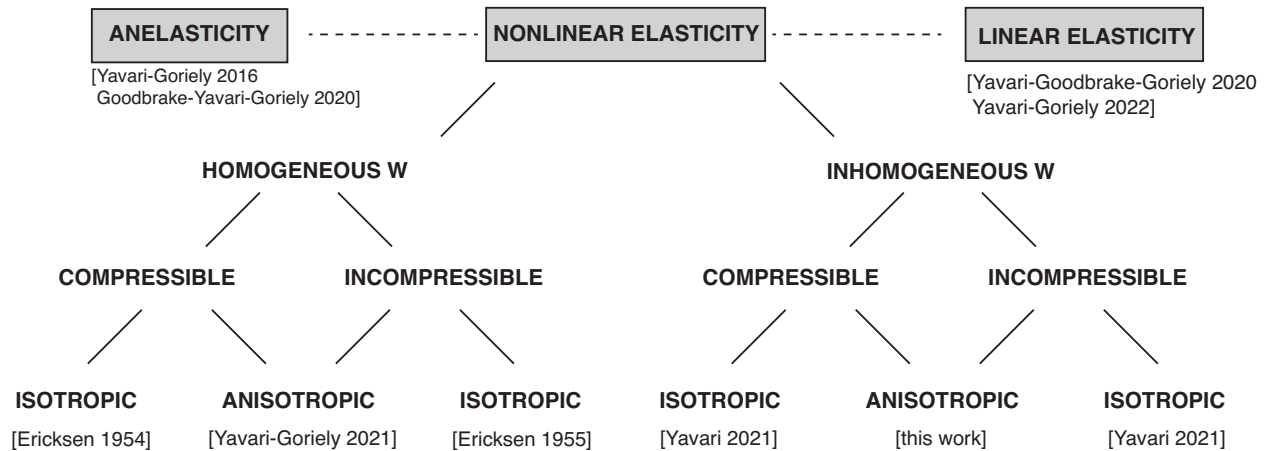 ANELASTICITY
NONLINEAR ELASTICITY
LINEAR ELASTICITY
[Yavari-Goriely 2016
Goodbrake-Yavari-Goriely 2020]
[Yavari-Goodbrake-Goriely 2020
Yavari-Goriely 2022]
HOMOGENEOUS W
INHOMOGENEOUS W
COMPRESSIBLE
INCOMPRESSIBLE
COMPRESSIBLE
INCOMPRESSIBLE
ISOTROPIC
ANISOTROPIC
ISOTROPIC
ISOTROPIC
ANISOTROPIC
ISOTROPIC
[Ericksen 1954]
[Yavari-Goriely 2021]
[Ericksen 1955]
[Yavari 2021]
[this work]
[Yavari 2021]